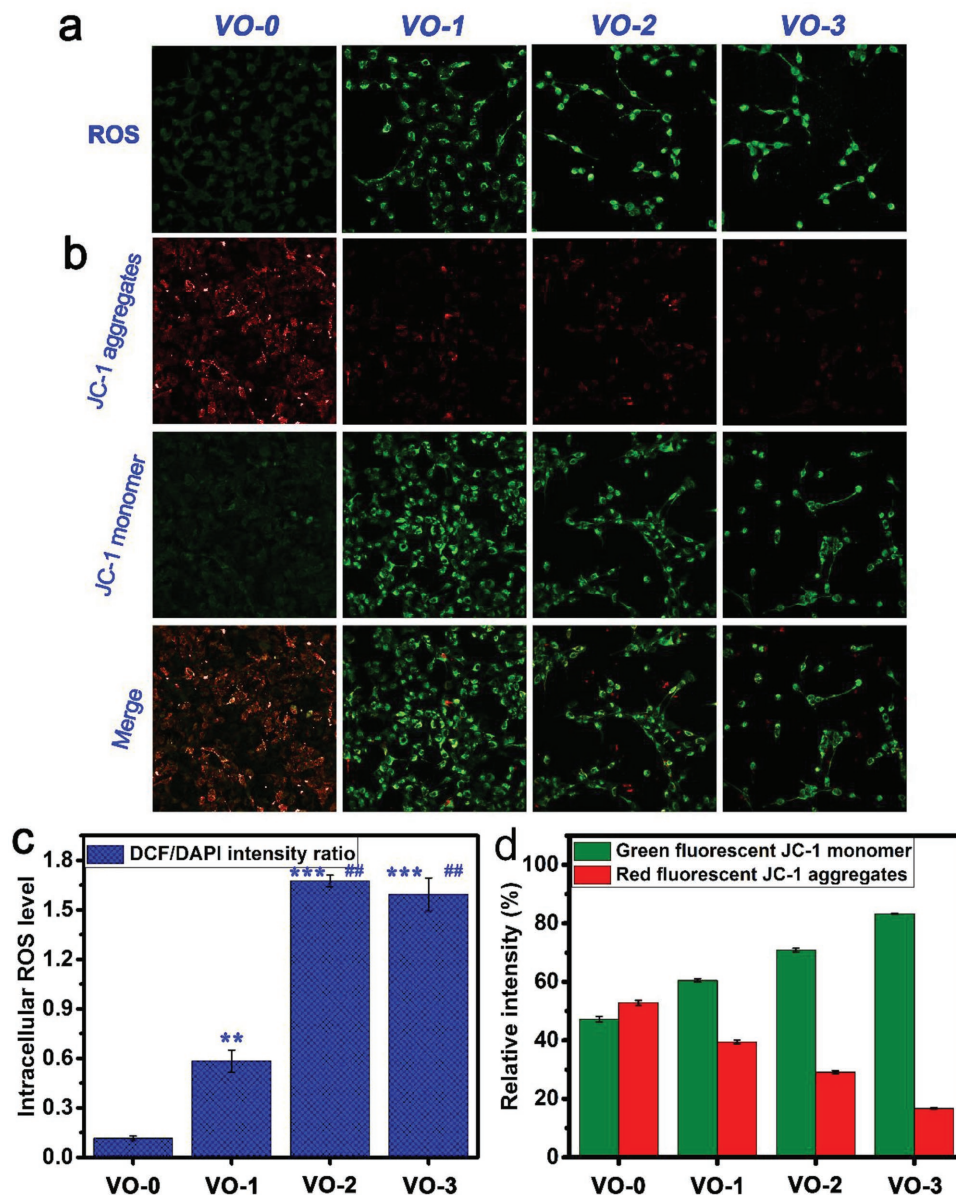 a
VO-0 VO-1 VO-2 VO-3
ROS
b
JC-1 aggregates
JC-1 monomer
Merge
c
DCF/DAPI intensity ratio
Intracellular ROS level
1.8
1.5
1.2
0.9
0.6
0.3
0.0
** *** ## *** ##
VO-0 VO-1 VO-2 VO-3
d
Green fluorescent JC-1 monomer
Red fluorescent JC-1 aggregates
Relative intensity (%)
100
80
60
40
20
0
VO-0 VO-1 VO-2 VO-3